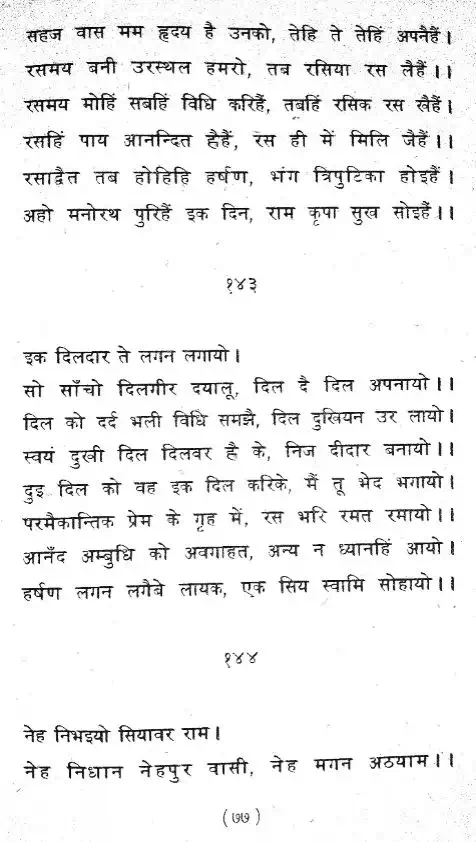 सहज वास मम हृदय है उनको, तेहि ते तेहिं अपनैहैं।
रसमय बनी उरस्थल हमरो, तब रसिया रस लैहैं।।
रसमय मोहिं सबहिं विधि करिहैं, तबहिं रसिक रस ख्वैहैं।
रसहिं पाय आनन्दित ह्वैहैं, रस ही में मिलि जैहैं।।
रसाद्वैत तब होहिहि हर्षण, भंग त्रिपुटिका होइहैं।
अहो मनोरथ पुरिहैं इक दिन, राम कृपा सुख सोइहैं।।
१४३
इक दिलदार ते लगन लगायो।
सो साँचो दिलगीर दयालू, दिल दै दिल अपनायो।।
दिल को दर्द भली विधि समझै, दिल दुखियन उर लायो।
स्वयं दुखी दिल दिलवर है के, निज दीदार बनायो।।
दुइ दिल को वह इक दिल करिके, मैं तू भेद भगायो।
परमैकान्तिक प्रेम के गृह में, रस भरि रमत रमायो।।
आनँद अम्बुधि को अवगाहत, अन्य न ध्यानहिं आयो।
हर्षण लगन लगैबे लायक, एक सिय स्वामि सोहायो।।
१४४
नेह निभइयो सियावर राम।
नेह निधान नेहपुर वासी, नेह मगन अठयाम।।
(७७)